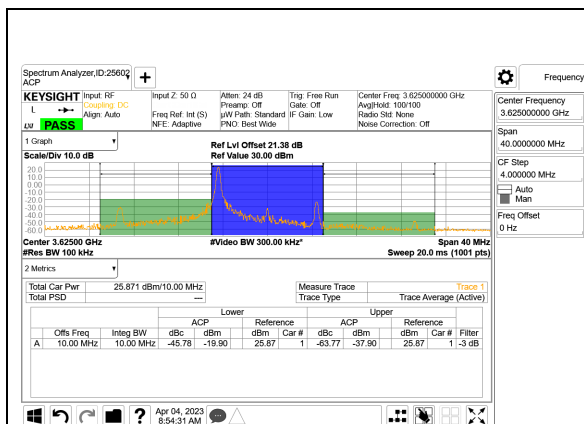 Spectrum Analyzer,ID:25602
ACP
+
Frequency
KEYSIGHT Input: RF Input Z: 50 Ω Atten: 24 dB Trig: Free Run Center Freq: 3.625000000 GHz
L Coupling: DC Preamp: Off Gate: Off Avg|Hold: 100/100
Align: Auto Freq Ref: Int (S) µW Path: Standard IF Gain: Low Radio Std: None
PASS NFE: Adaptive PNO: Best Wide Noise Correction: Off
Center Frequency
3.625000000 GHz
Span
40.0000000 MHz
CF Step
4.000000 MHz
Auto
Man
Freq Offset
0 Hz
1 Graph
Ref Lvl Offset 21.38 dB
Scale/Div 10.0 dB Ref Value 30.00 dBm
20.0
10.0
0.00
-10.0
-20.0
-30.0
-40.0
-50.0
-60.0
Center 3.62500 GHz #Video BW 300.00 kHz* Span 40 MHz
#Res BW 100 kHz Sweep 20.0 ms (1001 pts)
2 Metrics
Total Car Pwr 25.871 dBm/10.00 MHz Measure Trace Trace 1
Total PSD --- Trace Type Trace Average (Active)
Lower Upper
ACP Reference ACP Reference
Offs Freq Integ BW dBc dBm dBm Car # dBc dBm dBm Car # Filter
A 10.00 MHz 10.00 MHz -45.78 -19.90 25.87 1 -63.77 -37.90 25.87 1 -3 dB
? Apr 04, 2023
8:54:31 AM